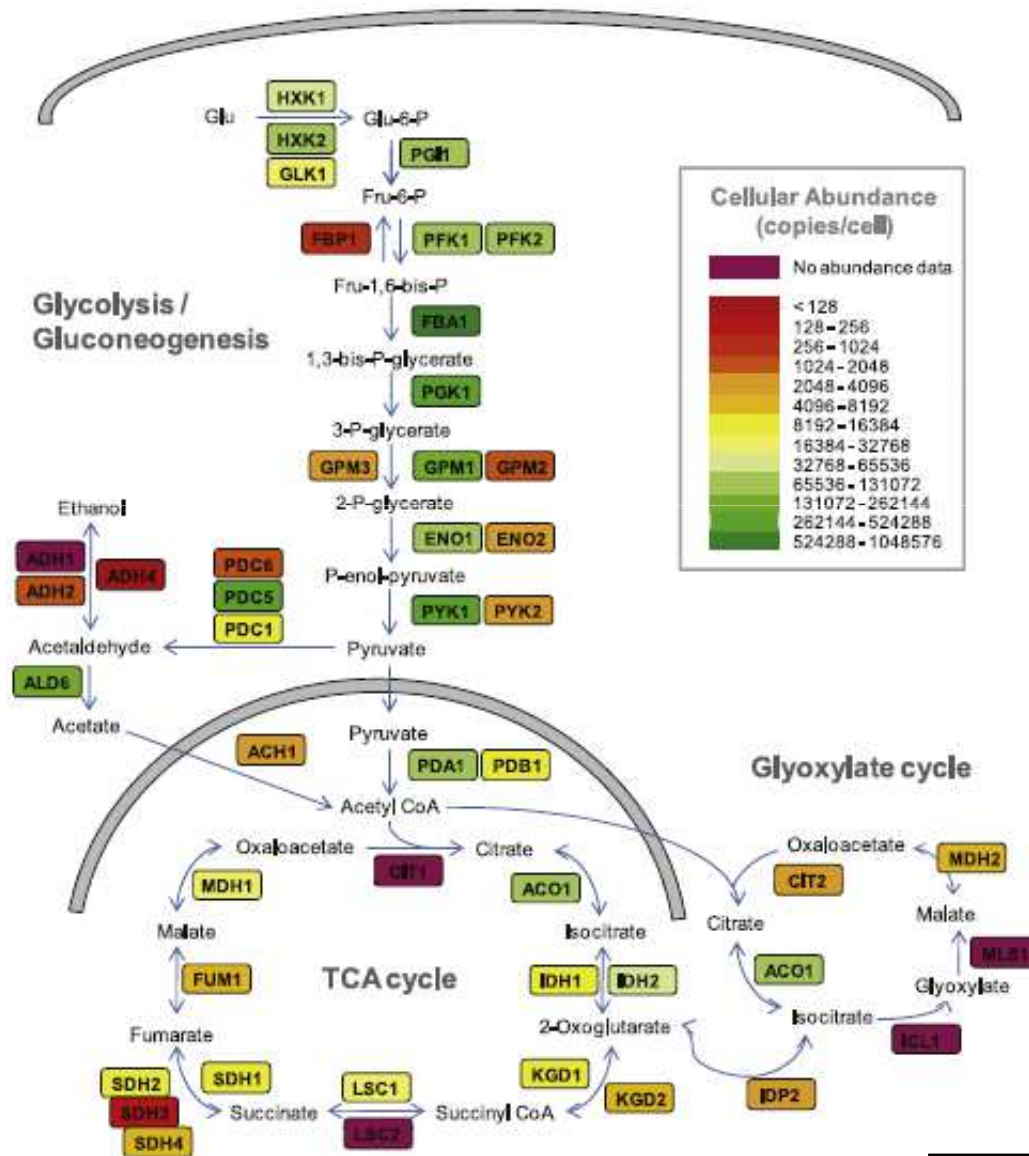 HXK1
Glu
Glu-6-P
HXK2
PGI1
GLK1
Fru-6-P
FBP1
PFK1
PFK2
Fru-1,6-bis-P
Glycolysis /
Gluconeogenesis
FBA1
1,3-bis-P-glycerate
PGK1
3-P-glycerate
GPM3
GPM1
GPM2
2-P-glycerate
ENO1
ENO2
P-enol-pyruvate
PYK1
PYK2
Pyruvate
Ethanol
ADH1
ADH4
ADH2
PDC6
PDC5
PDC1
Acetaldehyde
ALD6
Acetate
Cellular Abundance
(copies/cell)
No abundance data
< 128
128-256
256-1024
1024-2048
2048-4096
4096-8192
8192-16384
16384-32768
32768-65536
65536-131072
131072-262144
262144-524288
524288-1048576
Pyruvate
ACH1
PDA1
PDB1
Acetyl CoA
Oxaloacetate
Citrate
CIT1
MDH1
ACO1
Malate
Isocitrate
FUM1
TCA cycle
IDH1
IDH2
Fumarate
2-Oxoglutarate
SDH2
SDH1
SDH3
SDH4
Succinate
LSC1
LSC2
Succinyl CoA
KGD1
KGD2
Glyoxylate cycle
Oxaloacetate
MDH2
CIT2
Citrate
Malate
MLS1
ACO1
Glyoxylate
Isocitrate
ICL1
IDP2